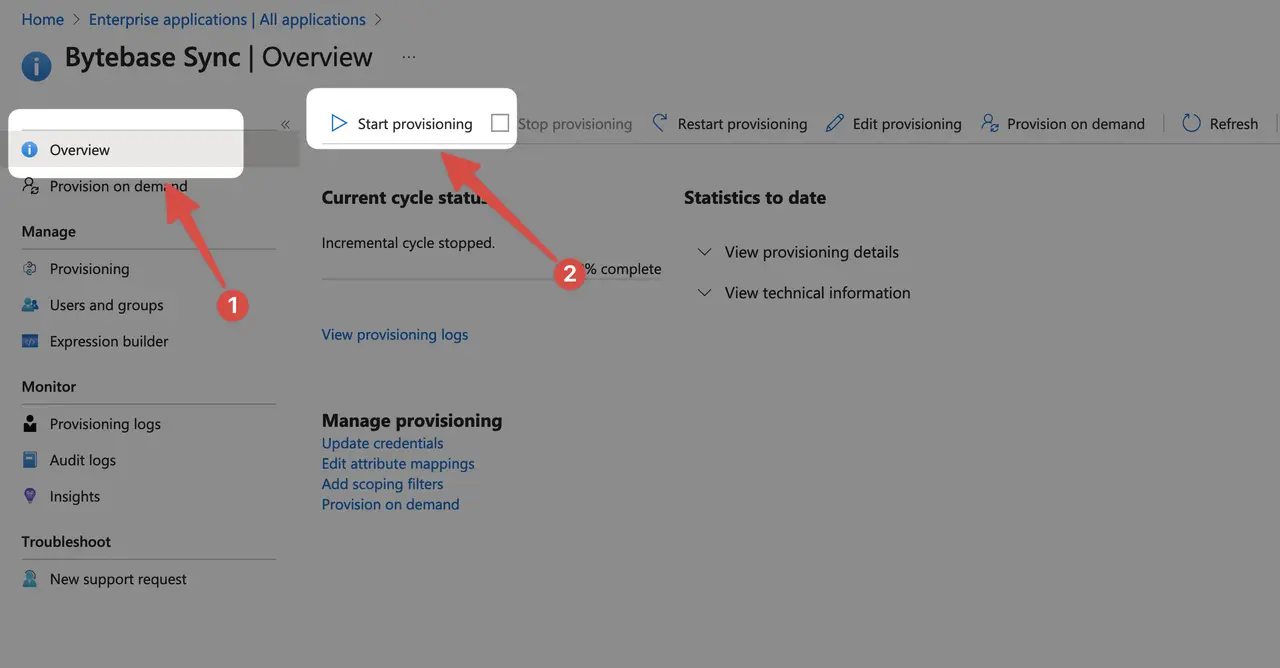 Home > Enterprise applications | All applications >
Bytebase Sync | Overview ...
Start provisioning Stop provisioning Restart provisioning Edit provisioning Provision on demand Refresh
Overview
Provision on demand
Manage
Provisioning
Users and groups
Expression builder
Monitor
Provisioning logs
Audit logs
Insights
Troubleshoot
New support request
1
Current cycle status
Incremental cycle stopped.
2
% complete
View provisioning logs
Statistics to date
View provisioning details
View technical information
Manage provisioning
Update credentials
Edit attribute mappings
Add scoping filters
Provision on demand